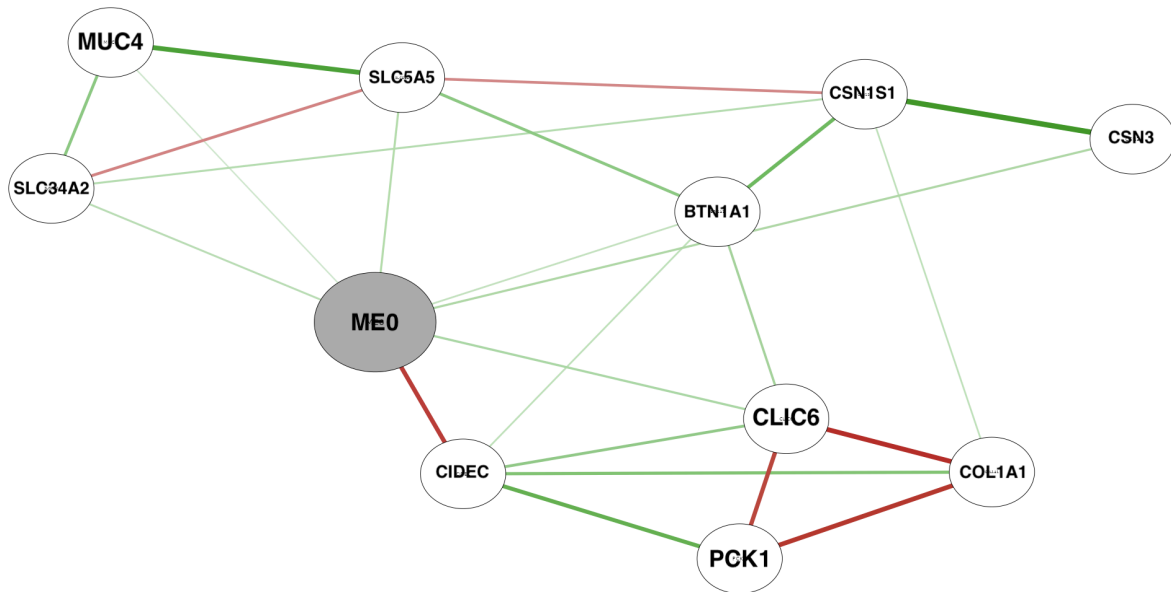 MUC4
SLC5A5
CSN1S1
CSN3
SLC34A2
BTN1A1
ME0
CLIC6
CIDEC
COL1A1
PCK1